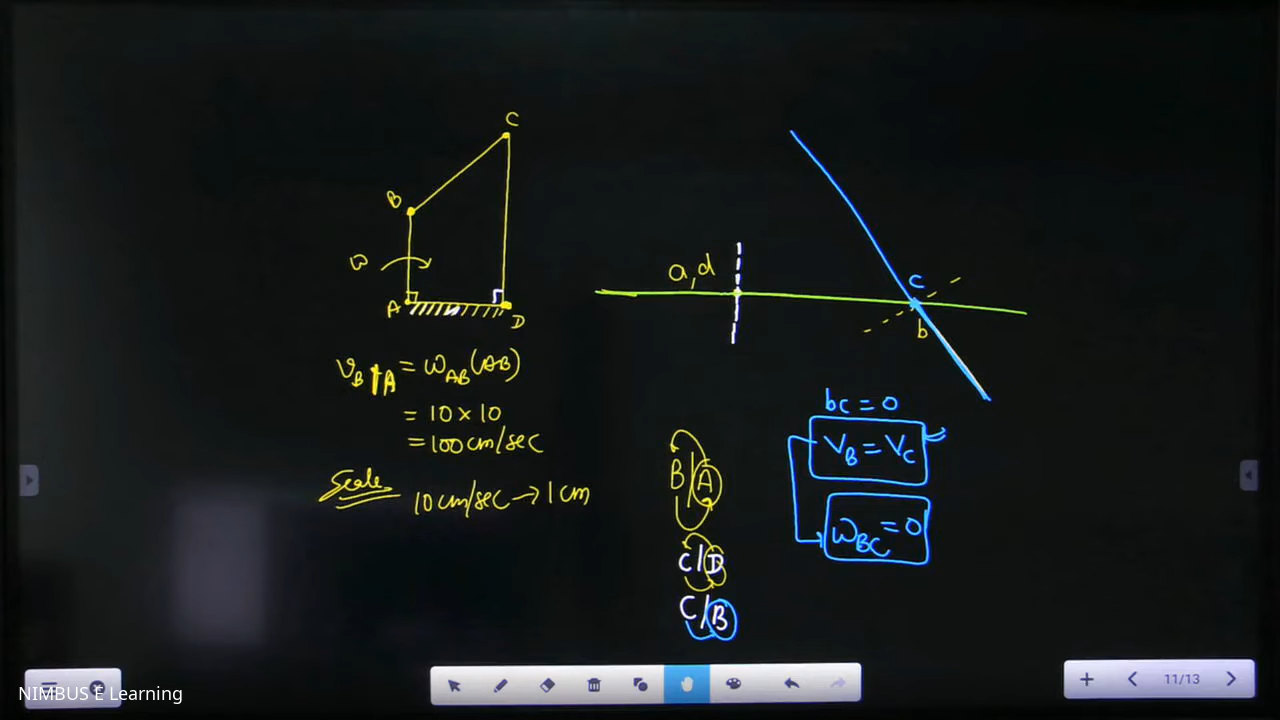 C
B
ω
A
D
a,d
c
b
V_B/A = ω_AB (AB)
= 10 × 10
= 100 cm/sec
Scale 10 cm/sec → 1 cm
B/A
C/D
C/B
bc = 0
V_B = V_C
ω_BC = 0
11/13
NIMBUS E Learning